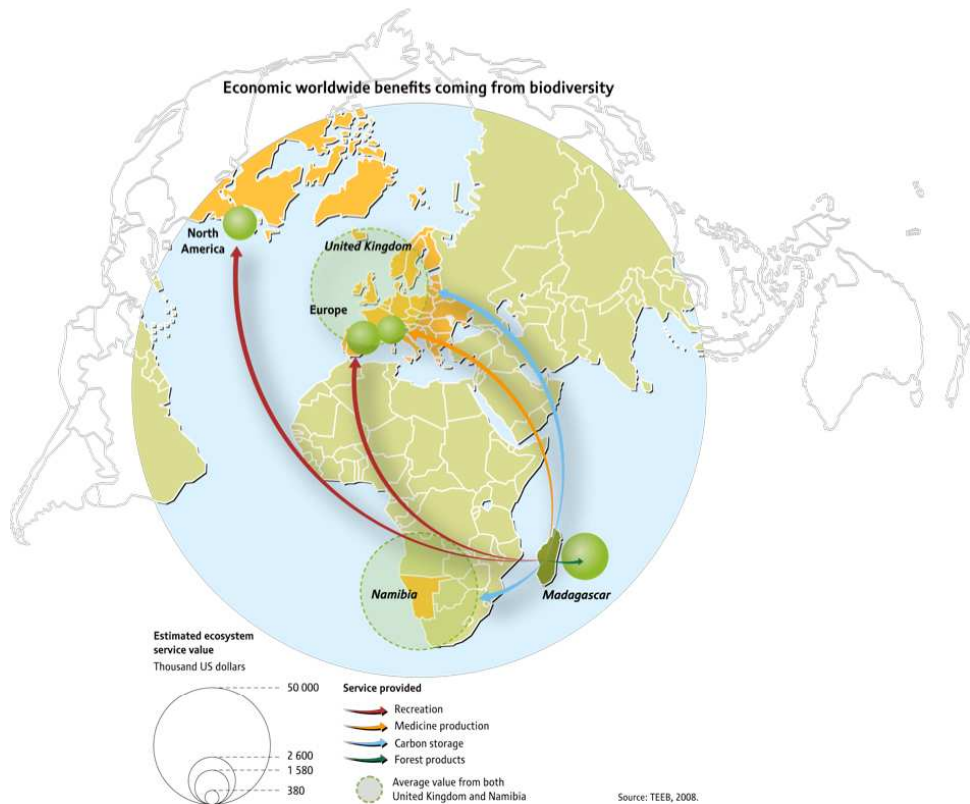 Economic worldwide benefits coming from biodiversity
North
America
United Kingdom
Europe
Namibia
Madagascar
Estimated ecosystem
service value
Thousand US dollars
50 000
2 600
1 580
380
Service provided
Recreation
Medicine production
Carbon storage
Forest products
Average value from both
United Kingdom and Namibia
Source: TEEB, 2008.